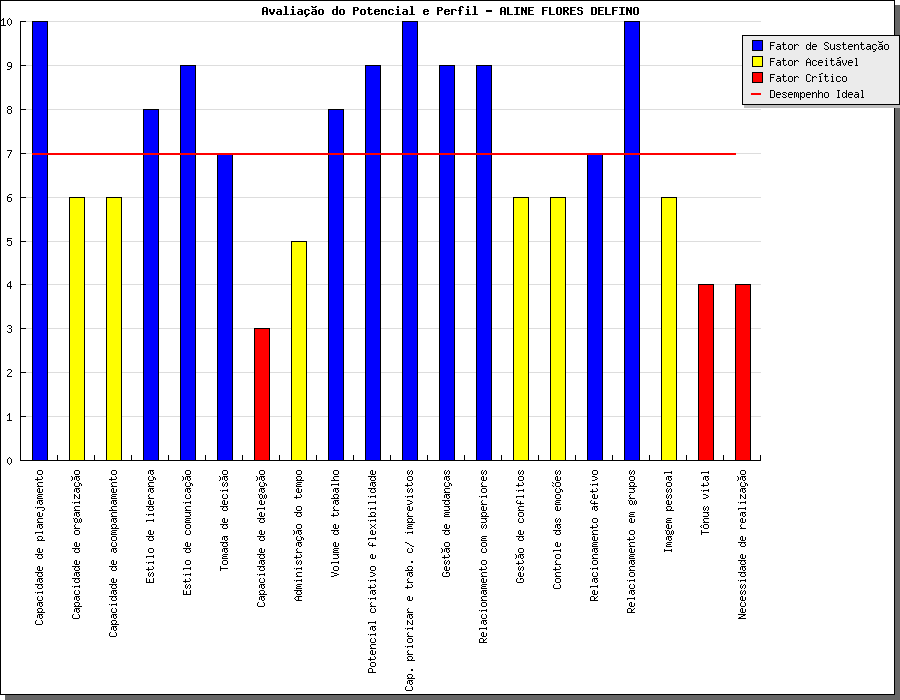 Avaliação do Potencial e Perfil - ALINE FLORES DELFINO
Fator de Sustentação
Fator Aceitável
Fator Crítico
Desempenho Ideal
10
9
8
7
6
5
4
3
2
1
0
Capacidade de planejamento
Capacidade de organização
Capacidade de acompanhamento
Estilo de liderança
Estilo de comunicação
Tomada de decisão
Capacidade de delegação
Administração do tempo
Volume de trabalho
Potencial criativo e flexibilidade
Cap. priorizar e trab. c/ imprevistos
Gestão de mudanças
Relacionamento com superiores
Gestão de conflitos
Controle das emoções
Relacionamento afetivo
Relacionamento em grupos
Imagem pessoal
Tônus vital
Necessidade de realização